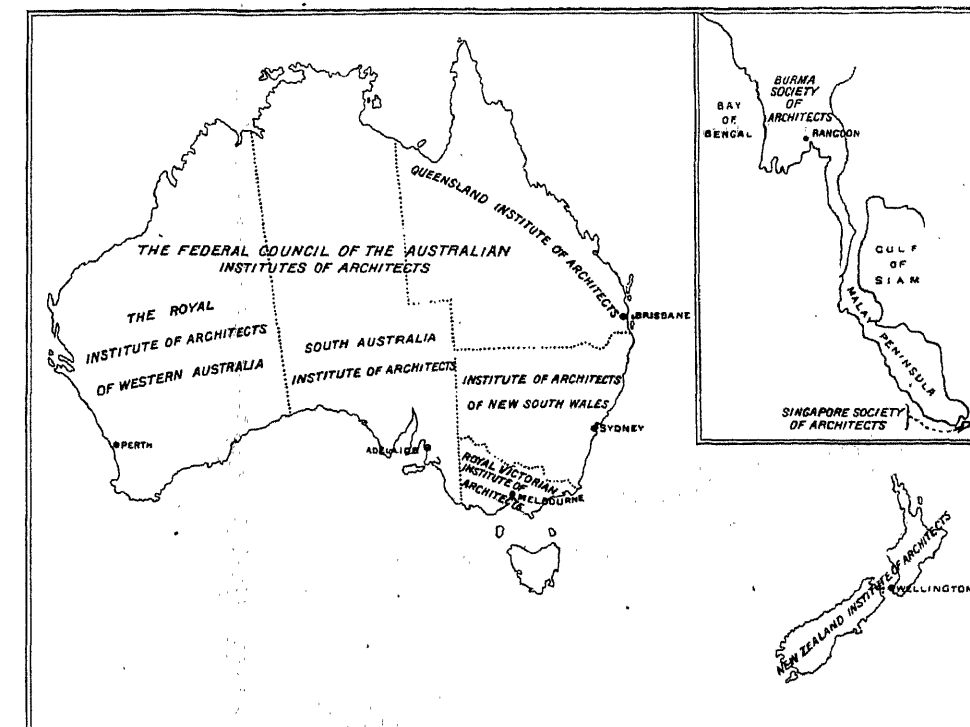 QUEENSLAND INSTITUTE OF ARCHITECTS
THE FEDERAL COUNCIL OF THE AUSTRALIAN
INSTITUTES OF ARCHITECTS
THE ROYAL
INSTITUTE OF ARCHITECTS
OF WESTERN AUSTRALIA
SOUTH AUSTRALIA
INSTITUTE OF ARCHITECTS
BRISBANE
INSTITUTE OF ARCHITECTS
OF NEW SOUTH WALES
SYDNEY
PERTH
ADELAIDE
ROYAL VICTORIAN
INSTITUTE OF
ARCHITECTS
MELBOURNE
BURMA
SOCIETY
OF
ARCHITECTS
BAY
OF
BENGAL
RANGOON
GULF
OF
SIAM
MALAY PENINSULA
SINGAPORE SOCIETY
OF ARCHITECTS
NEW ZEALAND INSTITUTE OF ARCHITECTS
WELLINGTON